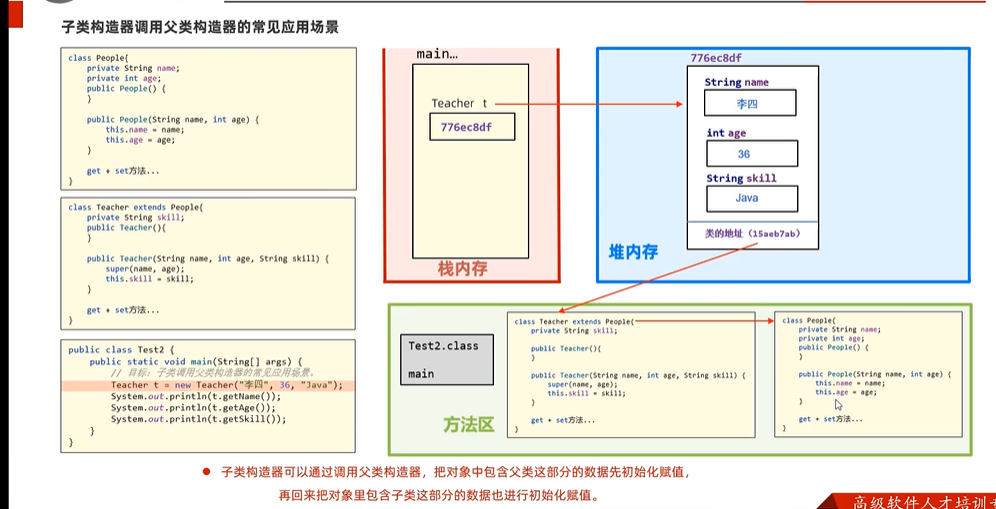 子类构造器调用父类构造器的常见应用场景
class People{
private String name;
private int age;
public People() {
}
public People(String name, int age) {
this.name = name;
this.age = age;
}
get + set方法...
}
class Teacher extends People{
private String skill;
public Teacher(){
}
public Teacher(String name, int age, String skill) {
super(name, age);
this.skill = skill;
}
get + set方法...
}
public class Test2 {
public static void main(String[] args) {
// 目标：子类调用父类构造器的常见应用场景。
Teacher t = new Teacher("李四", 36, "Java");
System.out.println(t.getName());
System.out.println(t.getAge());
System.out.println(t.getSkill());
}
}
main…
Teacher t
776ec8df
栈内存
776ec8df
String name
李四
int age
36
String skill
Java
类的地址（15aeb7ab）
堆内存
Test2.class
main
class Teacher extends People{
private String skill;
public Teacher(){
}
public Teacher(String name, int age, String skill) {
super(name, age);
this.skill = skill;
}
get + set方法...
}
class People{
private String name;
private int age;
public People() {
}
public People(String name, int age) {
this.name = name;
this.age = age;
}
get + set方法...
}
方法区
子类构造器可以通过调用父类构造器，把对象中包含父类这部分的数据先初始化赋值，
再回来把对象里包含子类这部分的数据也进行初始化赋值。
高级软件人才培训